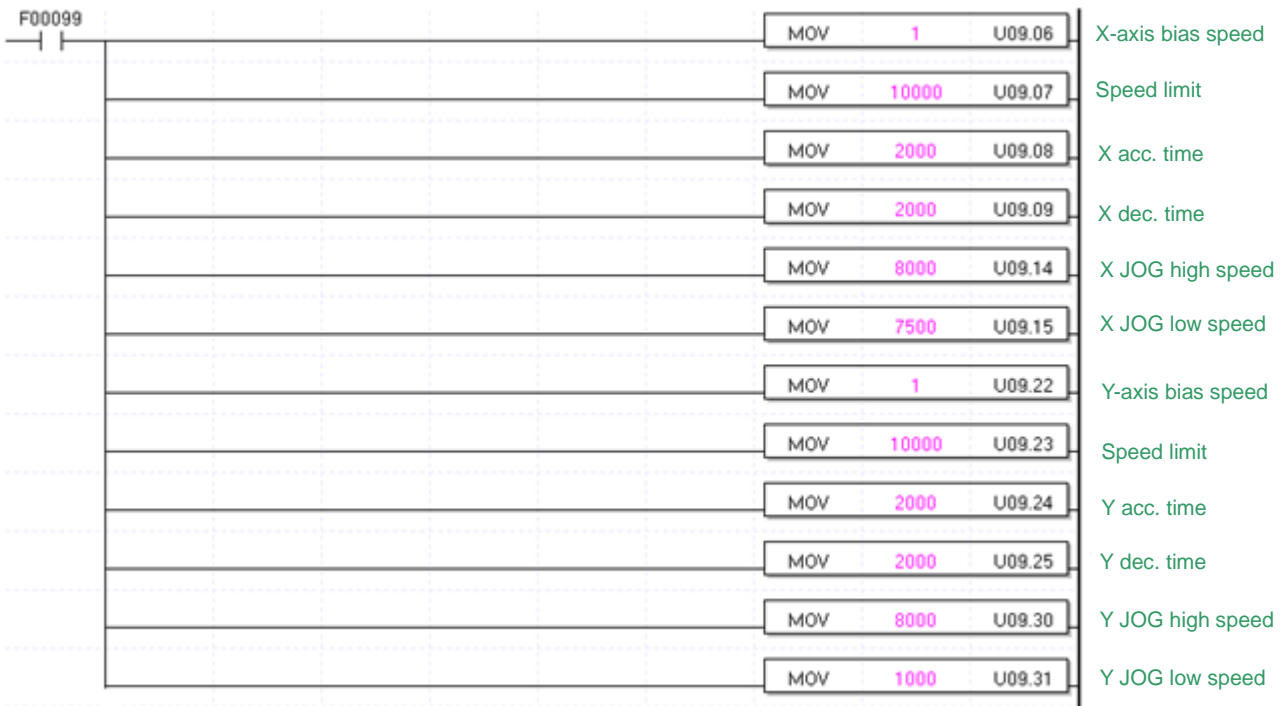 F00099
MOV 1 U09.06 X-axis bias speed
MOV 10000 U09.07 Speed limit
MOV 2000 U09.08 X acc. time
MOV 2000 U09.09 X dec. time
MOV 8000 U09.14 X JOG high speed
MOV 7500 U09.15 X JOG low speed
MOV 1 U09.22 Y-axis bias speed
MOV 10000 U09.23 Speed limit
MOV 2000 U09.24 Y acc. time
MOV 2000 U09.25 Y dec. time
MOV 8000 U09.30 Y JOG high speed
MOV 1000 U09.31 Y JOG low speed